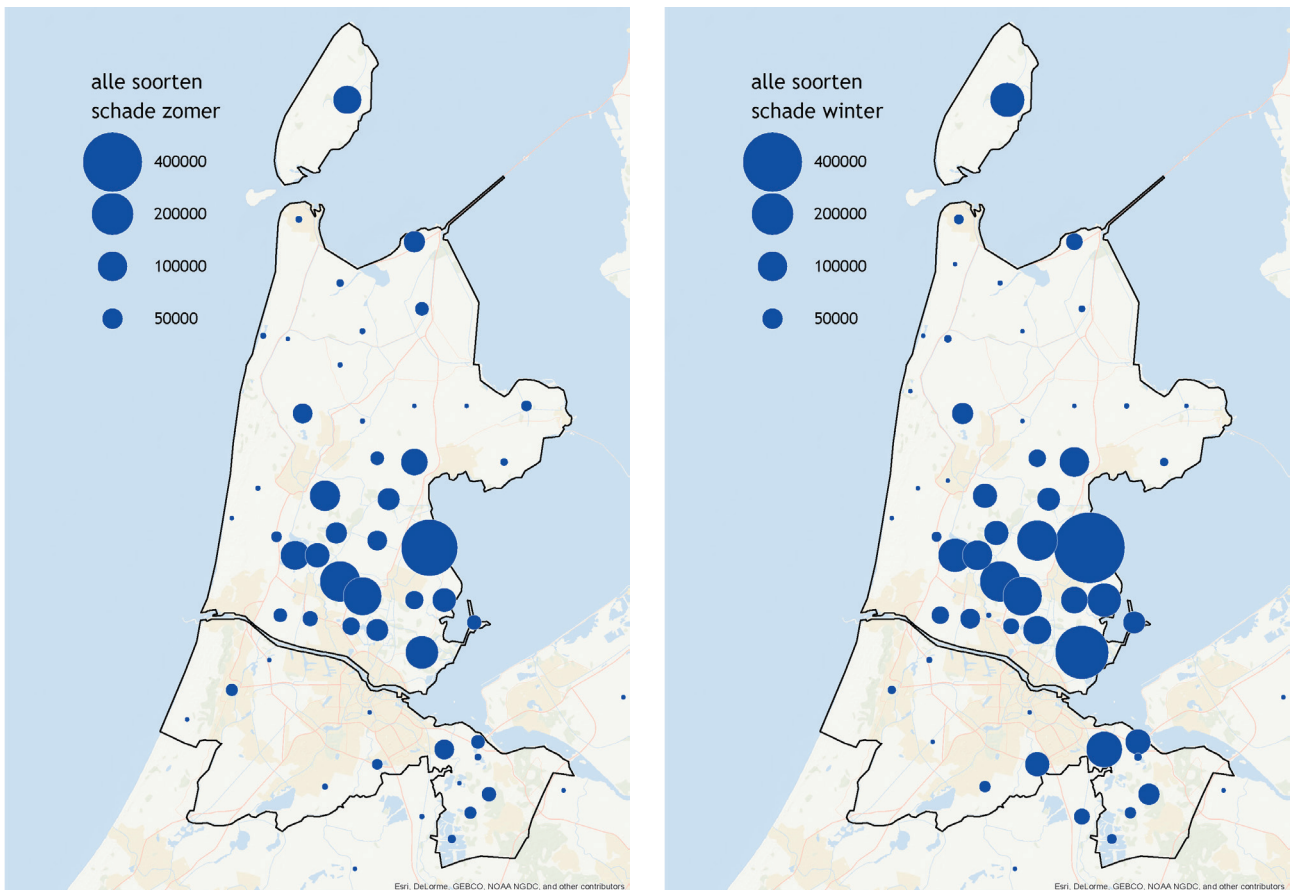 alle soorten
schade zomer
400000
200000
100000
50000
Esri, DeLorme, GEBCO, NOAA NGDC, and other contributors
alle soorten
schade winter
400000
200000
100000
50000
Esri, DeLorme, GEBCO, NOAA NGDC, and other contributors